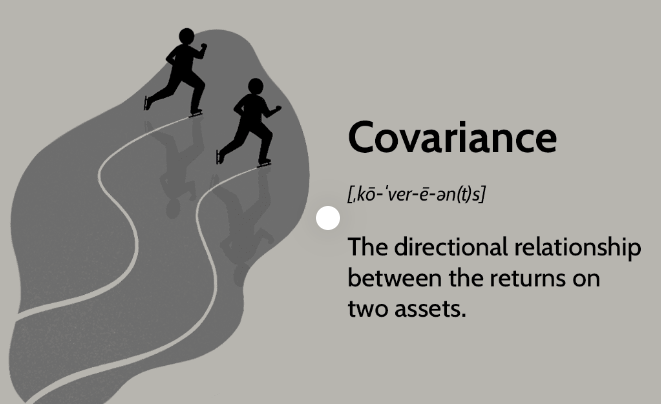 Covariance
[ˌkō-ˈver-ē-ən(t)s]
The directional relationship
between the returns on
two assets.